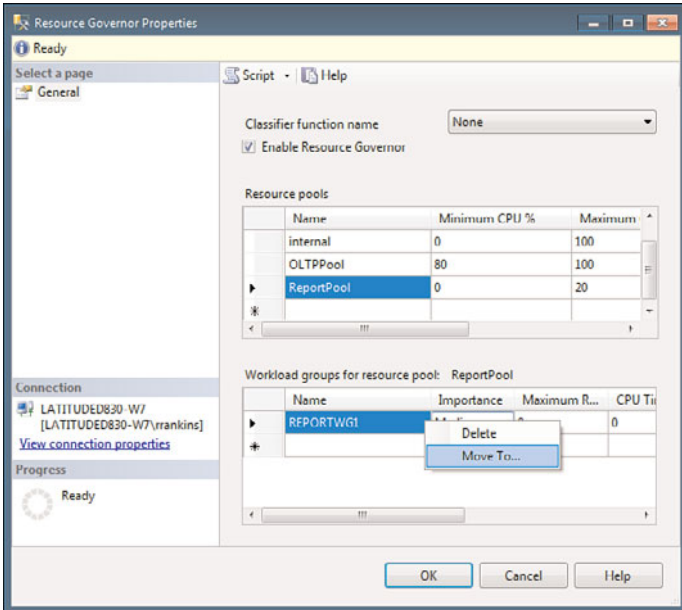 Resource Governor Properties
Ready
Select a page
General
Script Help
Classifier function name None
Enable Resource Governor
Resource pools
Name Minimum CPU % Maximum
internal 0 100
OLTPPool 80 100
ReportPool 0 20
Workload groups for resource pool: ReportPool
Name Importance Maximum R... CPU Ti
REPORTWG1 0
Delete
Move To...
Connection
LATITUDED830-W7
[LATITUDED830-W7\rrankins]
View connection properties
Progress
Ready
OK Cancel Help